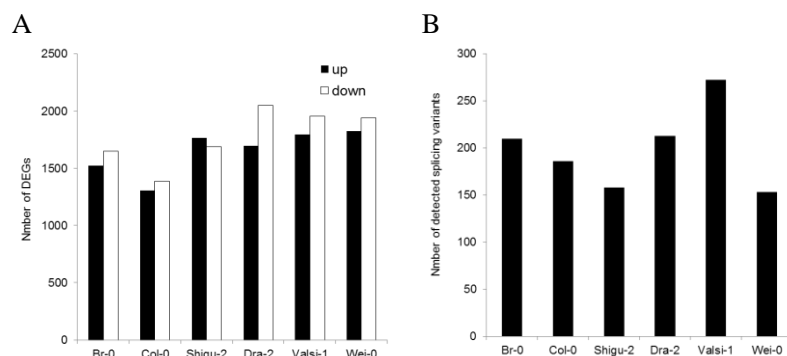 A
B
2500
2000
1500
1000
500
0
Nmber of DEGs
up
down
Br-0 Col-0 Shigu-2 Dra-2 Valsi-1 Wei-0
300
250
200
150
100
50
0
Nmber of detected splicing variants
Br-0 Col-0 Shigu-2 Dra-2 Valsi-1 Wei-0